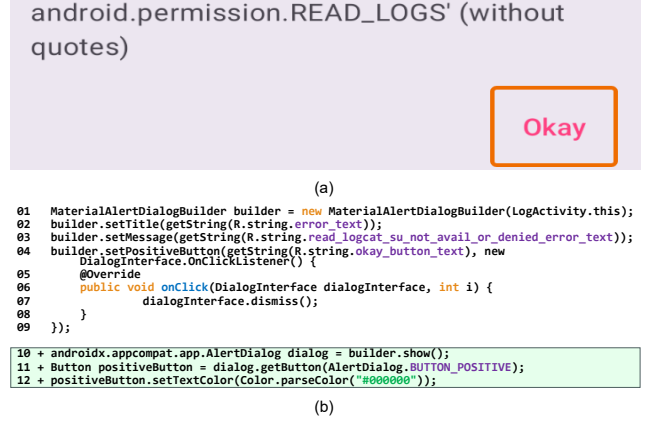 android.permission.READ_LOGS' (without
quotes)
Okay
(a)
01 MaterialAlertDialogBuilder builder = new MaterialAlertDialogBuilder(LogActivity.this);
02 builder.setTitle(getString(R.string.error_text));
03 builder.setMessage(getString(R.string.read_logcat_su_not_avail_or_denied_error_text));
04 builder.setPositiveButton(getString(R.string.okay_button_text), new
DialogInterface.OnClickListener() {
05 @Override
06 public void onClick(DialogInterface dialogInterface, int i) {
07 dialogInterface.dismiss();
08 }
09 });
10 + androidx.appcompat.app.AlertDialog dialog = builder.show();
11 + Button positiveButton = dialog.getButton(AlertDialog.BUTTON_POSITIVE);
12 + positiveButton.setTextColor(Color.parseColor("#000000"));
(b)